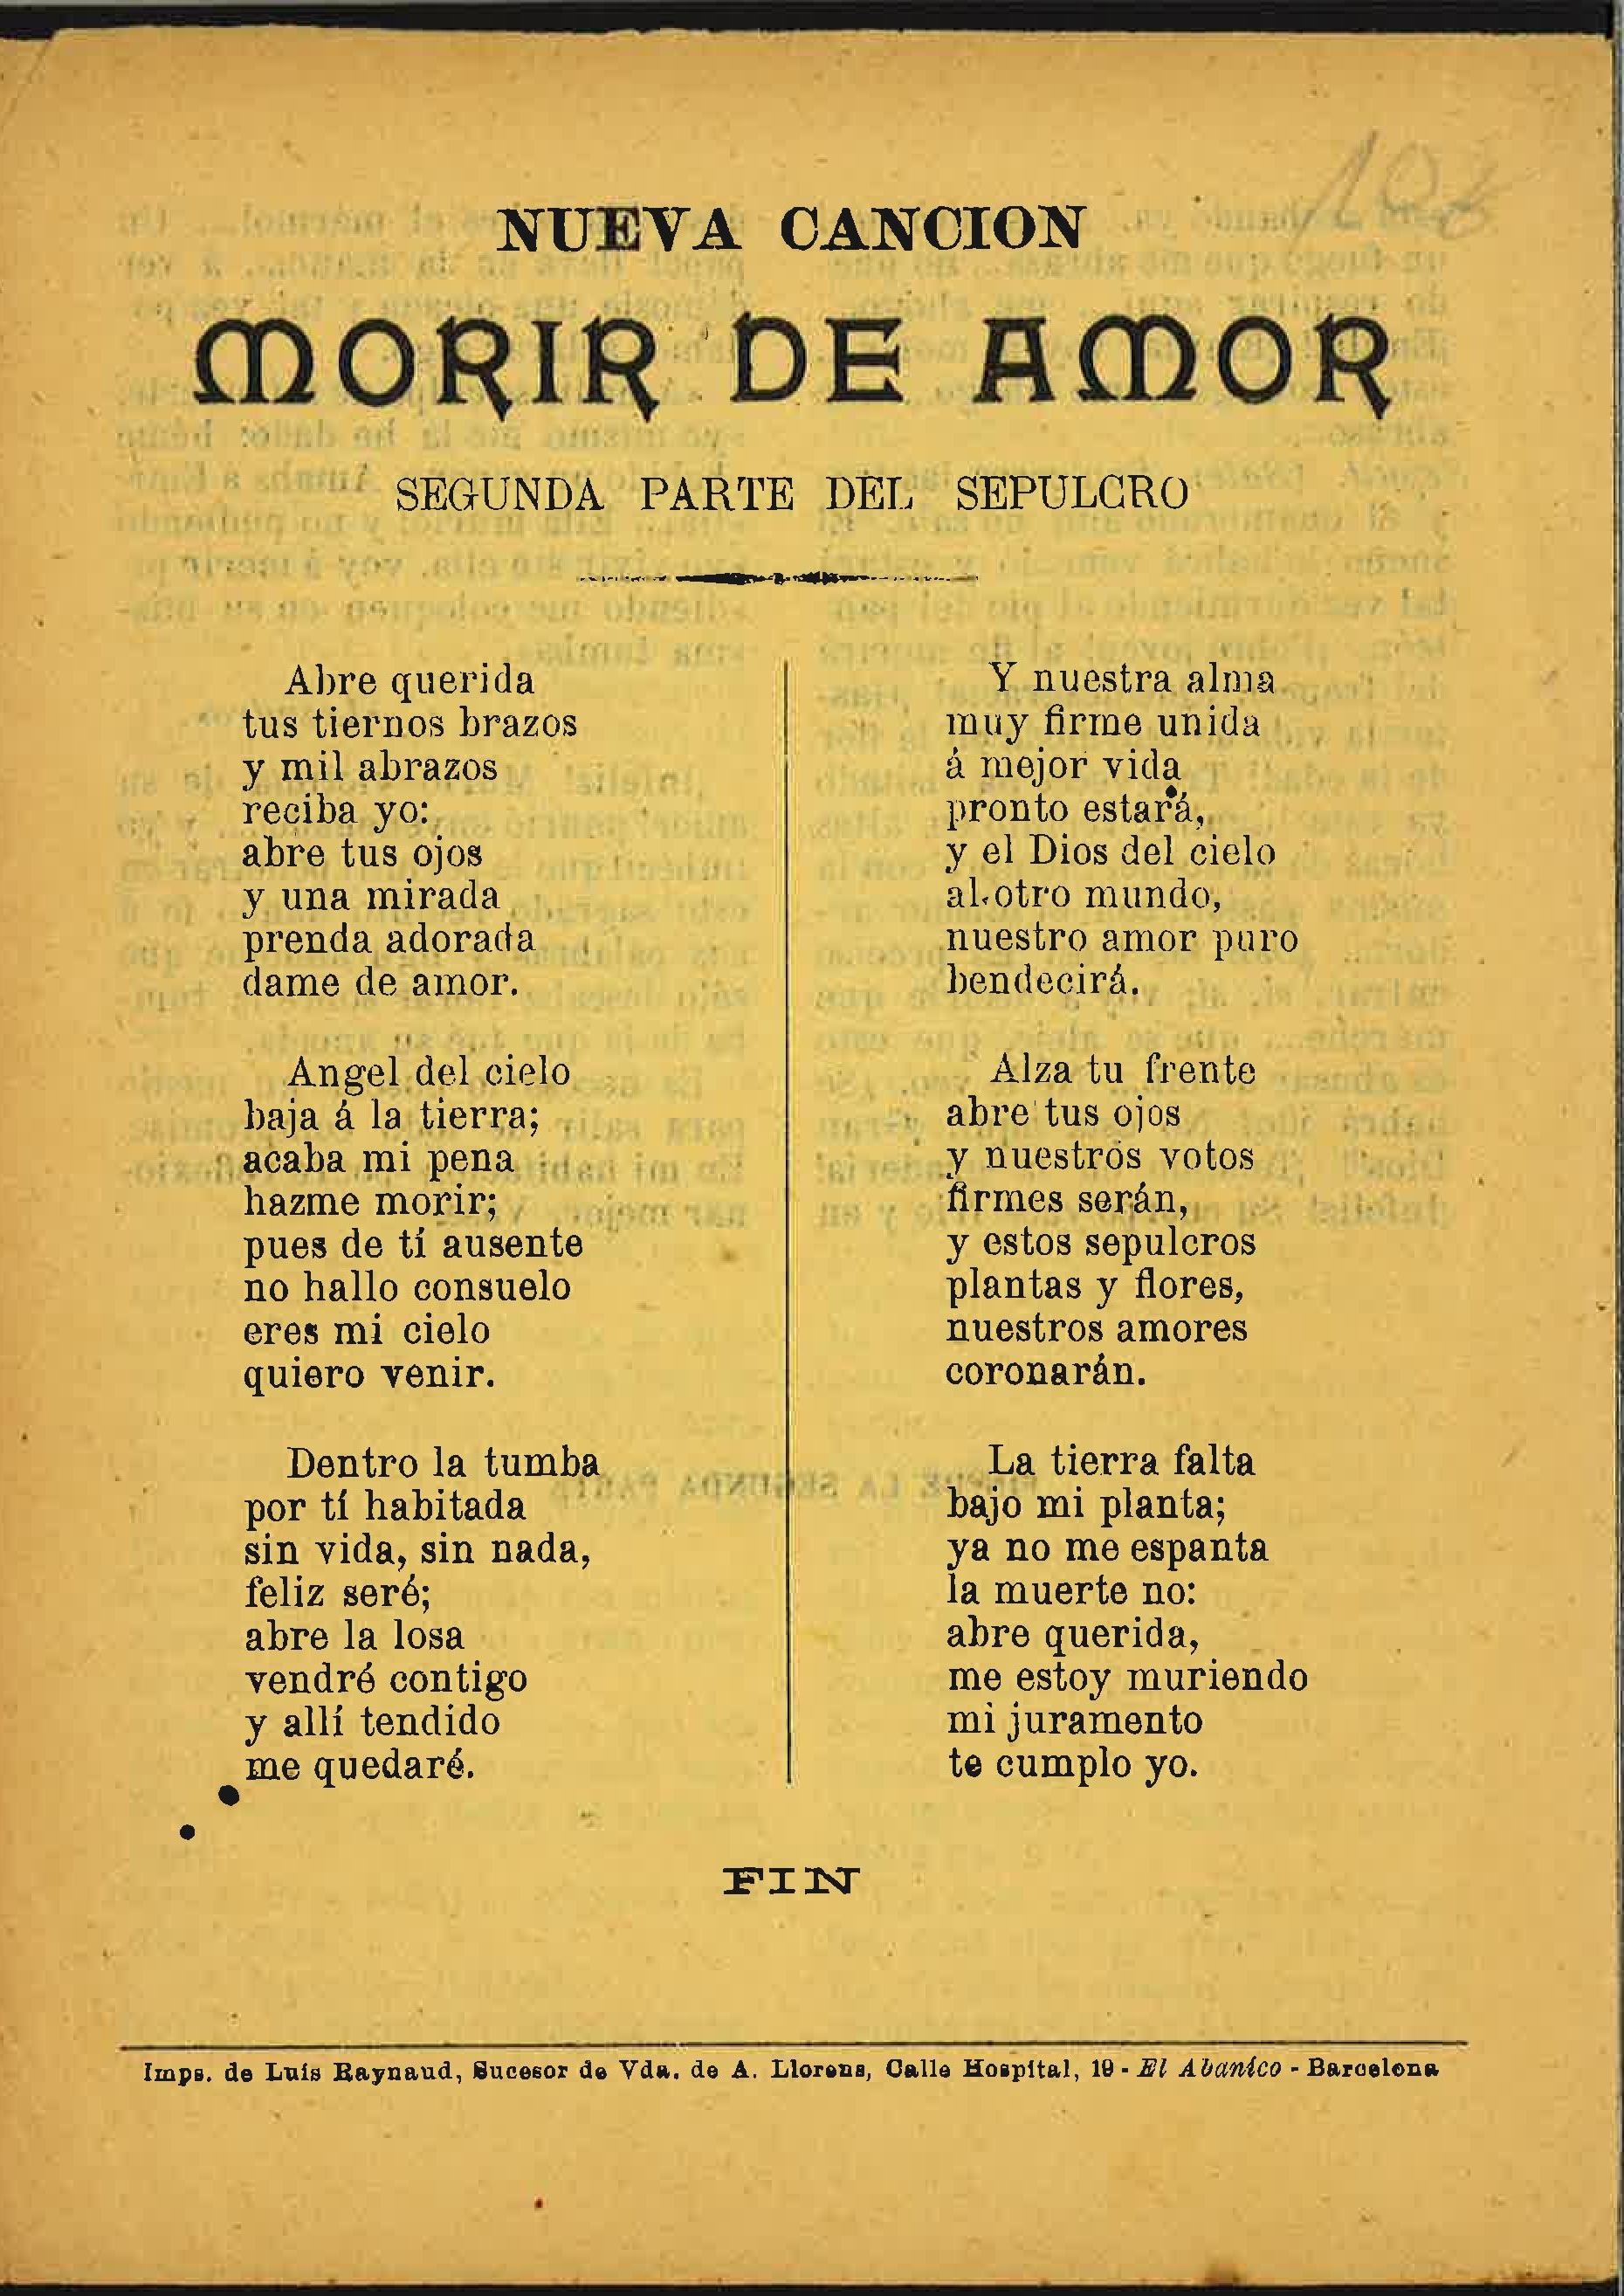 NUEVA CANCION
MORIR DE AMOR
SEGUNDA PARTE DEL SEPULCRO
Abre querida
tus tiernos brazos
y mil abrazos
reciba yo:
abre tus ojos
y una mirada
prenda adorada
dame de amor.
Angel del cielo
baja á la tierra;
acaba mi pena
hazme morir;
pues de tí ausente
no hallo consuelo
eres mi cielo
quiero venir.
Dentro la tumba
por tí habitada
sin vida, sin nada,
feliz seré;
abre la losa
vendré contigo
y allí tendido
me quedaré.
Y nuestra alma
muy firme unida
á mejor vida
pronto estará,
y el Dios del cielo
al otro mundo,
nuestro amor puro
bendecirá.
Alza tu frente
abre tus ojos
y nuestros votos
firmes serán,
y estos sepulcros
plantas y flores,
nuestros amores
coronarán.
La tierra falta
bajo mi planta;
ya no me espanta
la muerte no:
abre querida,
me estoy muriendo
mi juramento
te cumplo yo.
FIN
Imps. de Luis Raynaud, Sucesor de Vda. de A. Llorens, Calle Hospital, 19 - El Abanico - Barcelona